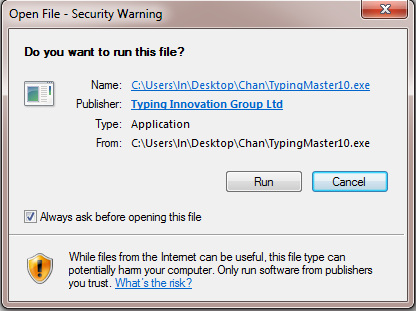 Open File - Security Warning
Do you want to run this file?
Name: C:\Users\In\Desktop\Chan\TypingMaster10.exe
Publisher: Typing Innovation Group Ltd
Type: Application
From: C:\Users\In\Desktop\Chan\TypingMaster10.exe
Run Cancel
Always ask before opening this file
While files from the Internet can be useful, this file type can
potentially harm your computer. Only run software from publishers
you trust. What's the risk?